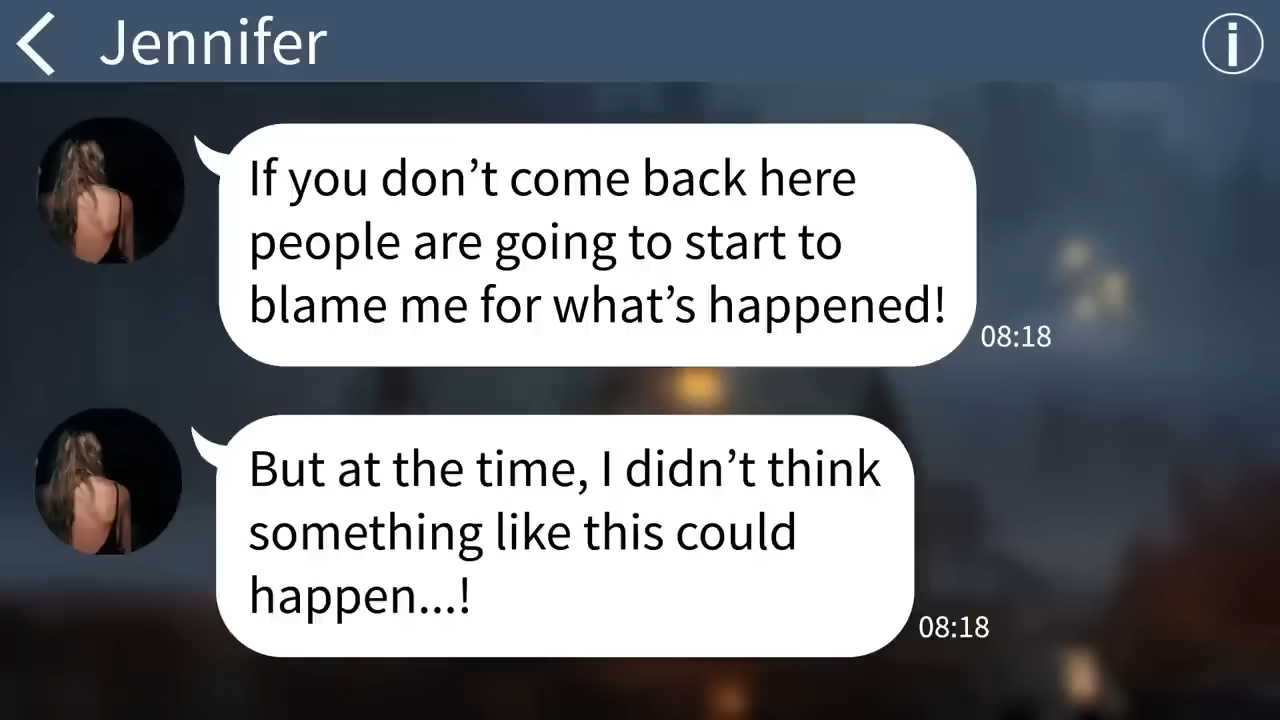 Jennifer
If you don’t come back here
people are going to start to
blame me for what’s happened!
08:18
But at the time, I didn’t think
something like this could
happen...!
08:18